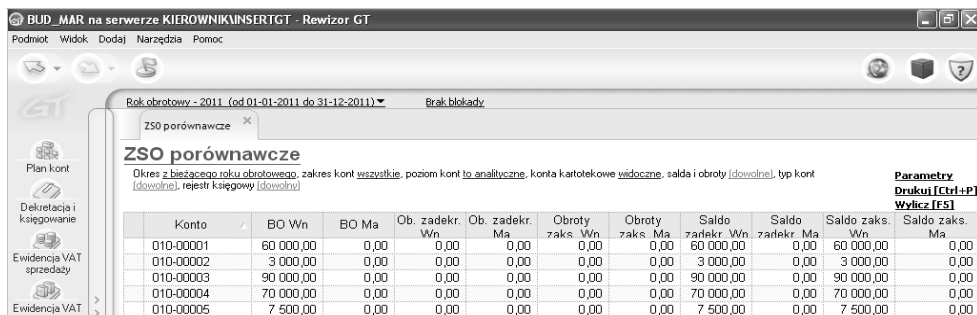 BUD_MAR na serwerze KIEROWNIK\INSERTGT - Rewizor GT
Podmiot Widok Dodaj Narzędzia Pomoc
GT
Rok obrotowy - 2011 (od 01-01-2011 do 31-12-2011) Brak blokady
ZSO porównawcze
Plan kont
Dekretacja i
księgowanie
Ewidencja VAT
sprzedaży
Ewidencja VAT
ZSO porównawcze
Okres z bieżącego roku obrotowego, zakres kont wszystkie, poziom kont to analityczne, konta kartotekowe widoczne, salda i obroty (dowolne), typ kont
(dowolne), rejestr księgowy (dowolny)
Parametry
Drukuj [Ctrl+P]
Wylicz [F5]
Konto BO Wn BO Ma Ob. zadekr. Wn Ob. zadekr. Ma Obroty zaks. Wn Obroty zaks. Ma Saldo zadekr. Wn Saldo zadekr. Ma Saldo zaks. Wn Saldo zaks. Ma
010-00001 60 000,00 0,00 0,00 0,00 0,00 0,00 60 000,00 0,00 60 000,00 0,00
010-00002 3 000,00 0,00 0,00 0,00 0,00 0,00 3 000,00 0,00 3 000,00 0,00
010-00003 90 000,00 0,00 0,00 0,00 0,00 0,00 90 000,00 0,00 90 000,00 0,00
010-00004 70 000,00 0,00 0,00 0,00 0,00 0,00 70 000,00 0,00 70 000,00 0,00
010-00005 7 500,00 0,00 0,00 0,00 0,00 0,00 7 500,00 0,00 7 500,00 0,00